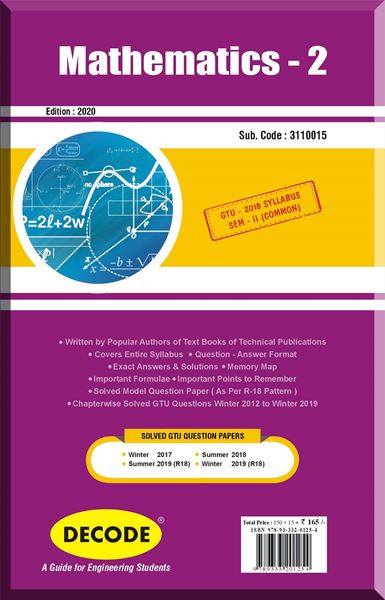 Mathematics - 2
Edition : 2020
Sub. Code : 3110015
GTU - 2018 SYLLABUS
SEM - II (COMMON)
sphere
P=2ℓ+2w
x = -b ± √
• Written by Popular Authors of Text Books of Technical Publications
• Covers Entire Syllabus • Question - Answer Format
• Exact Answers & Solutions • Memory Map
• Important Formulae • Important Points to Remember
• Solved Model Question Paper ( As Per R-18 Pattern )
• Chapterwise Solved GTU Questions Winter 2012 to Winter 2019
SOLVED GTU QUESTION PAPERS
• Winter 2017 • Summer 2018
• Summer 2019 (R18) • Winter 2019 (R18)
DECODE ®
A Guide for Engineering Students
Total Price : 150 + 15 = ₹ 165 /-
ISBN 978-93-332-0125-4
9789333201254